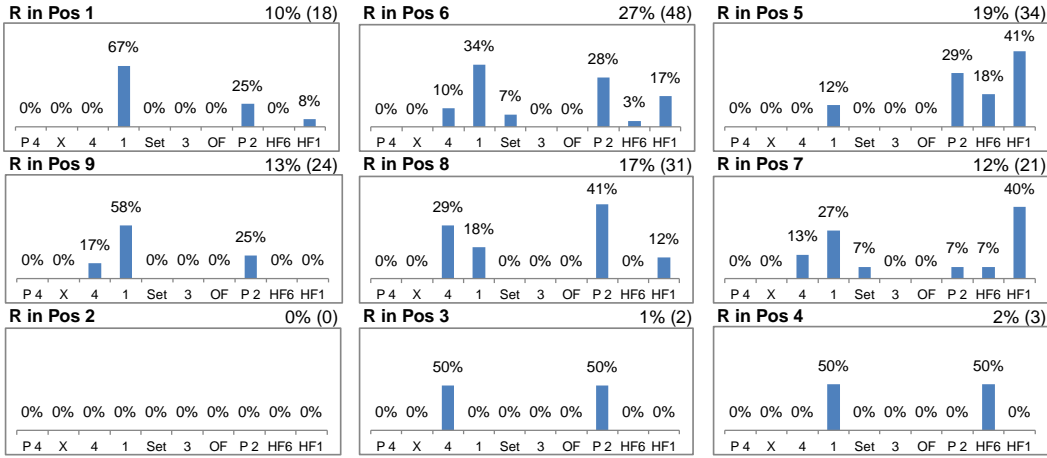 R in Pos 1 10% (18)
67%
25%
8%
0% 0% 0% 0% 0% 0% 0%
P 4 X 4 1 Set 3 OF P 2 HF6 HF1
R in Pos 6 27% (48)
34%
28%
17%
10%
7%
3%
0% 0% 0% 0%
P 4 X 4 1 Set 3 OF P 2 HF6 HF1
R in Pos 5 19% (34)
41%
29%
18%
12%
0% 0% 0% 0% 0% 0%
P 4 X 4 1 Set 3 OF P 2 HF6 HF1
R in Pos 9 13% (24)
58%
25%
17%
0% 0% 0% 0% 0% 0% 0%
P 4 X 4 1 Set 3 OF P 2 HF6 HF1
R in Pos 8 17% (31)
41%
29%
18%
12%
0% 0% 0% 0% 0% 0%
P 4 X 4 1 Set 3 OF P 2 HF6 HF1
R in Pos 7 12% (21)
40%
27%
13%
7% 7% 7%
0% 0% 0% 0%
P 4 X 4 1 Set 3 OF P 2 HF6 HF1
R in Pos 2 0% (0)
0% 0% 0% 0% 0% 0% 0% 0% 0% 0%
P 4 X 4 1 Set 3 OF P 2 HF6 HF1
R in Pos 3 1% (2)
50% 50%
0% 0% 0% 0% 0% 0% 0% 0%
P 4 X 4 1 Set 3 OF P 2 HF6 HF1
R in Pos 4 2% (3)
50% 50%
0% 0% 0% 0% 0% 0% 0% 0%
P 4 X 4 1 Set 3 OF P 2 HF6 HF1